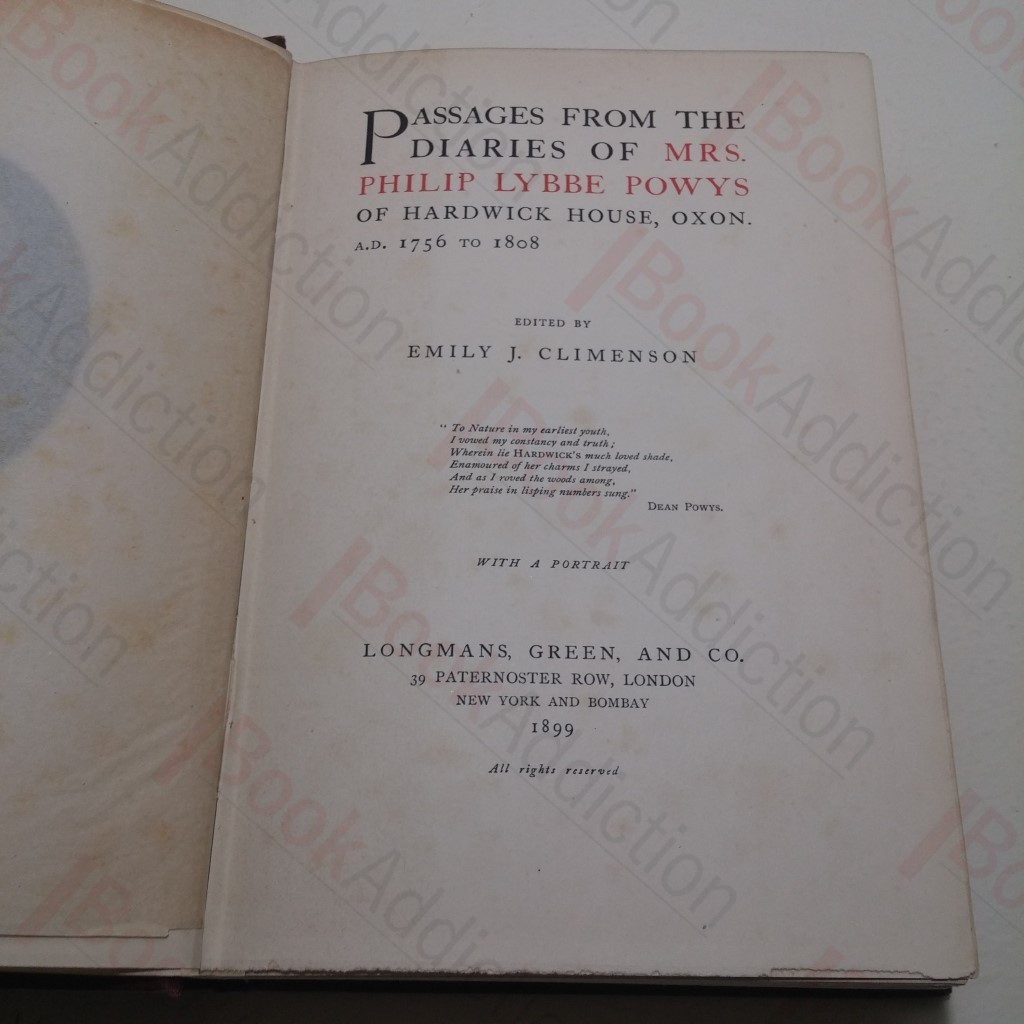 PASSAGES FROM THE
DIARIES OF MRS.
PHILIP LYBBE POWYS
OF HARDWICK HOUSE, OXON.
A.D. 1756 TO 1808
EDITED BY
EMILY J. CLIMENSON
" To Nature in my earliest youth,
I vowed my constancy and truth;
Wherein lie HARDWICK'S much loved shade,
Enamoured of her charms I strayed,
And as I roved the woods among,
Her praise in lisping numbers sung."
DEAN POWYS.
WITH A PORTRAIT
LONGMANS, GREEN, AND CO.
39 PATERNOSTER ROW, LONDON
NEW YORK AND BOMBAY
1899
All rights reserved
BookAddiction